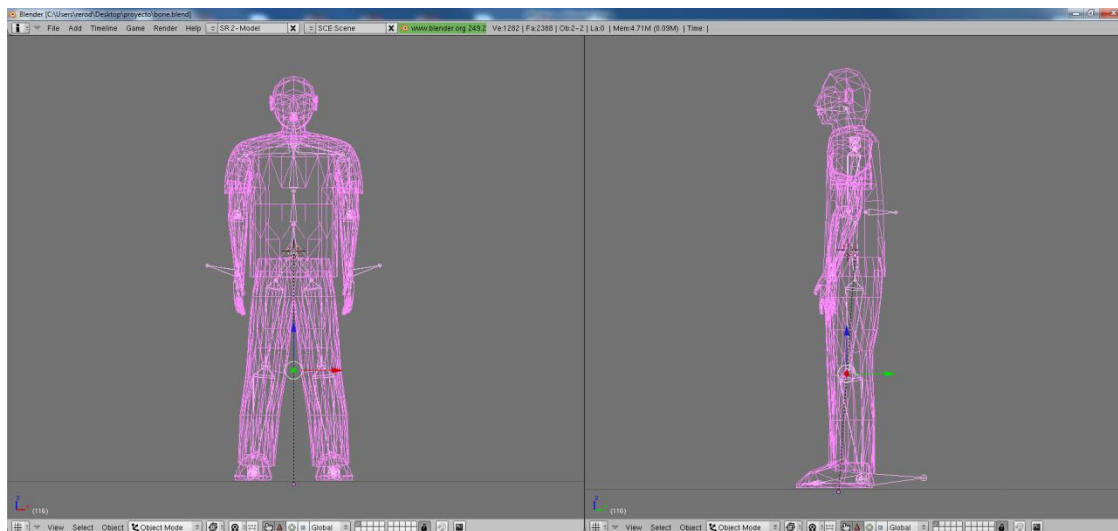 Blender [C:\Users\rerod\Desktop\proyecto\bone.blend]
File Add Timeline Game Render Help SR:2-Model X SCE:Scene X www.blender.org 249.2 Ve:1282 | Fa:2388 | Ob:2-2 | La:0 | Mem:4.71M (0.09M) | Time: |
(116)
(116)
View Select Object Object Mode Global
View Select Object Object Mode Global